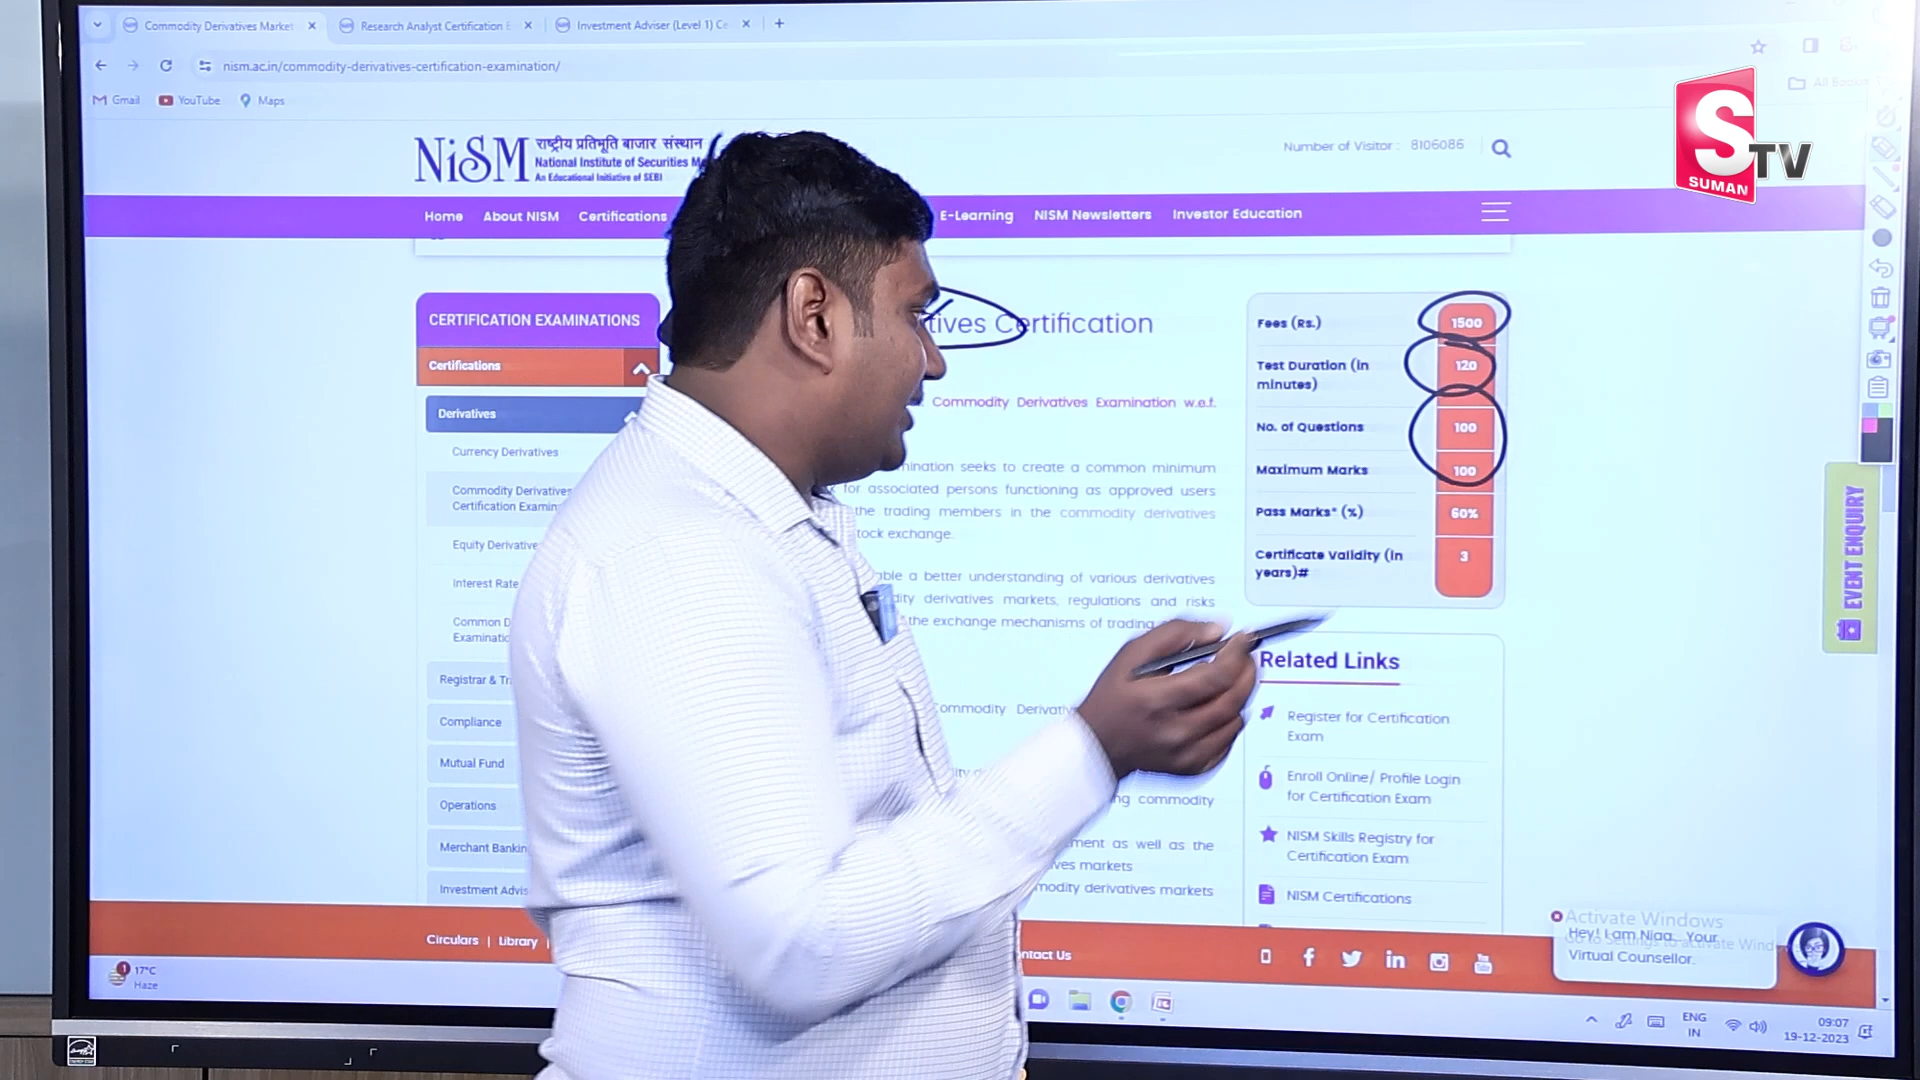 Commodity Derivatives Market
Research Analyst Certification E
Investment Adviser (Level 1) Ce
nism.ac.in/commodity-derivatives-certification-examination/
Gmail
YouTube
Maps
NiSM
राष्ट्रीय प्रतिभूति बाजार संस्थान
National Institute of Securities M
An Educational Initiative of SEBI
Number of Visitor : 8106086
S
TV
SUMAN
Home
About NISM
Certifications
E-Learning
NISM Newsletters
Investor Education
CERTIFICATION EXAMINATIONS
Certifications
Derivatives
Currency Derivatives
Commodity Derivatives
Certification Examin
Equity Derivative
Interest Rate
Common D
Examinatic
Registrar & Tr
Compliance
Mutual Fund
Operations
Merchant Bankin
Investment Advis
tives Certification
Commodity Derivatives Examination w.e.f.
mination seeks to create a common minimum
for associated persons functioning as approved users
the trading members in the commodity derivatives
tock exchange.
able a better understanding of various derivatives
dity derivatives markets, regulations and risks
the exchange mechanisms of trading
ommodity Derivativ
ng commodity
ment as well as the
ves markets
modity derivatives markets
Fees (Rs.) 1500
Test Duration (in
minutes) 120
No. of Questions 100
Maximum Marks 100
Pass Marks* (%) 60%
Certificate Validity (in
years)# 3
Related Links
Register for Certification
Exam
Enroll Online/ Profile Login
for Certification Exam
NISM Skills Registry for
Certification Exam
NISM Certifications
EVENT ENQUIRY
Circulars | Library |
ntact Us
Activate Windows
Hey! I am Niaa.. Your
Virtual Counsellor.
1
17°C
Haze
ENG
IN
09:07
19-12-2023